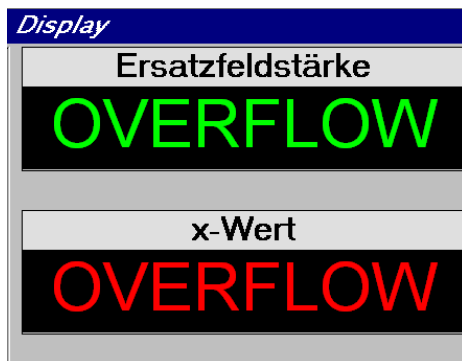 Display
Ersatzfeldstärke
OVERFLOW
x-Wert
OVERFLOW